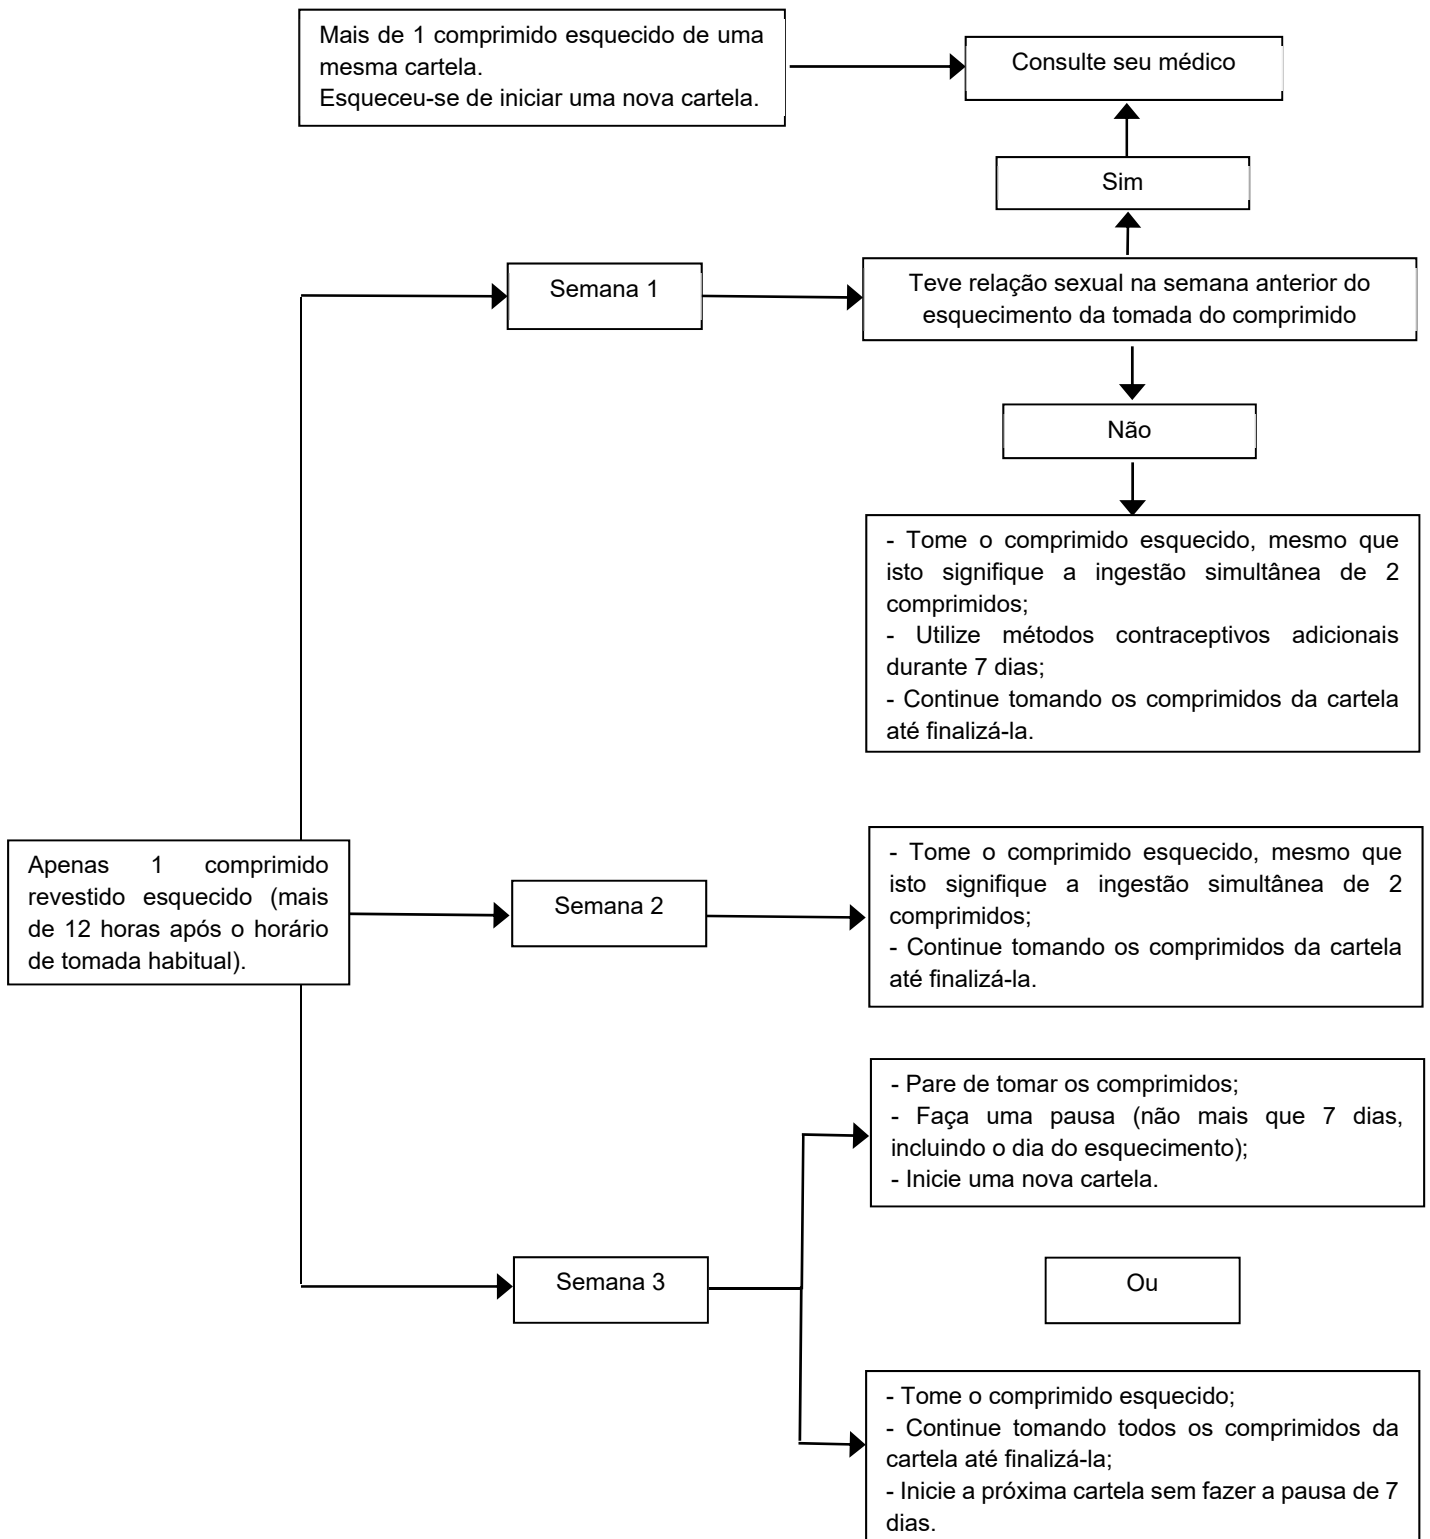 Mais de 1 comprimido esquecido de uma
mesma cartela.
Esqueceu-se de iniciar uma nova cartela.
Consulte seu médico
Sim
Semana 1
Teve relação sexual na semana anterior do
esquecimento da tomada do comprimido
Não
- Tome o comprimido esquecido, mesmo que
isto signifique a ingestão simultânea de 2
comprimidos;
- Utilize métodos contraceptivos adicionais
durante 7 dias;
- Continue tomando os comprimidos da cartela
até finalizá-la.
Apenas 1 comprimido
revestido esquecido (mais
de 12 horas após o horário
de tomada habitual).
Semana 2
- Tome o comprimido esquecido, mesmo que
isto signifique a ingestão simultânea de 2
comprimidos;
- Continue tomando os comprimidos da cartela
até finalizá-la.
Semana 3
- Pare de tomar os comprimidos;
- Faça uma pausa (não mais que 7 dias,
incluindo o dia do esquecimento);
- Inicie uma nova cartela.
Ou
- Tome o comprimido esquecido;
- Continue tomando todos os comprimidos da
cartela até finalizá-la;
- Inicie a próxima cartela sem fazer a pausa de 7
dias.